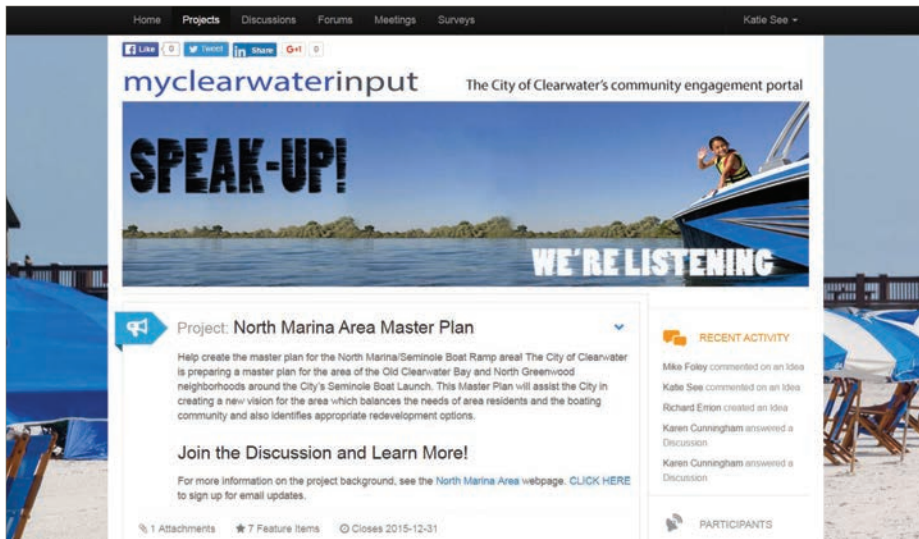 Home Projects Discussions Forums Meetings Surveys Katie See
Like 0 Tweet in Share G+1 0
myclearwaterinput The City of Clearwater's community engagement portal
SPEAK-UP!
WE'RE LISTENING
Project: North Marina Area Master Plan
Help create the master plan for the North Marina/Seminole Boat Ramp area! The City of Clearwater
is preparing a master plan for the area of the Old Clearwater Bay and North Greenwood
neighborhoods around the City's Seminole Boat Launch. This Master Plan will assist the City in
creating a new vision for the area which balances the needs of area residents and the boating
community and also identifies appropriate redevelopment options.
Join the Discussion and Learn More!
For more information on the project background, see the North Marina Area webpage. CLICK HERE
to sign up for email updates.
1 Attachments 7 Feature Items Closes 2015-12-31
RECENT ACTIVITY
Mike Foley commented on an Idea
Katie See commented on an Idea
Richard Errion created an Idea
Karen Cunningham answered a
Discussion
Karen Cunningham answered a
Discussion
PARTICIPANTS